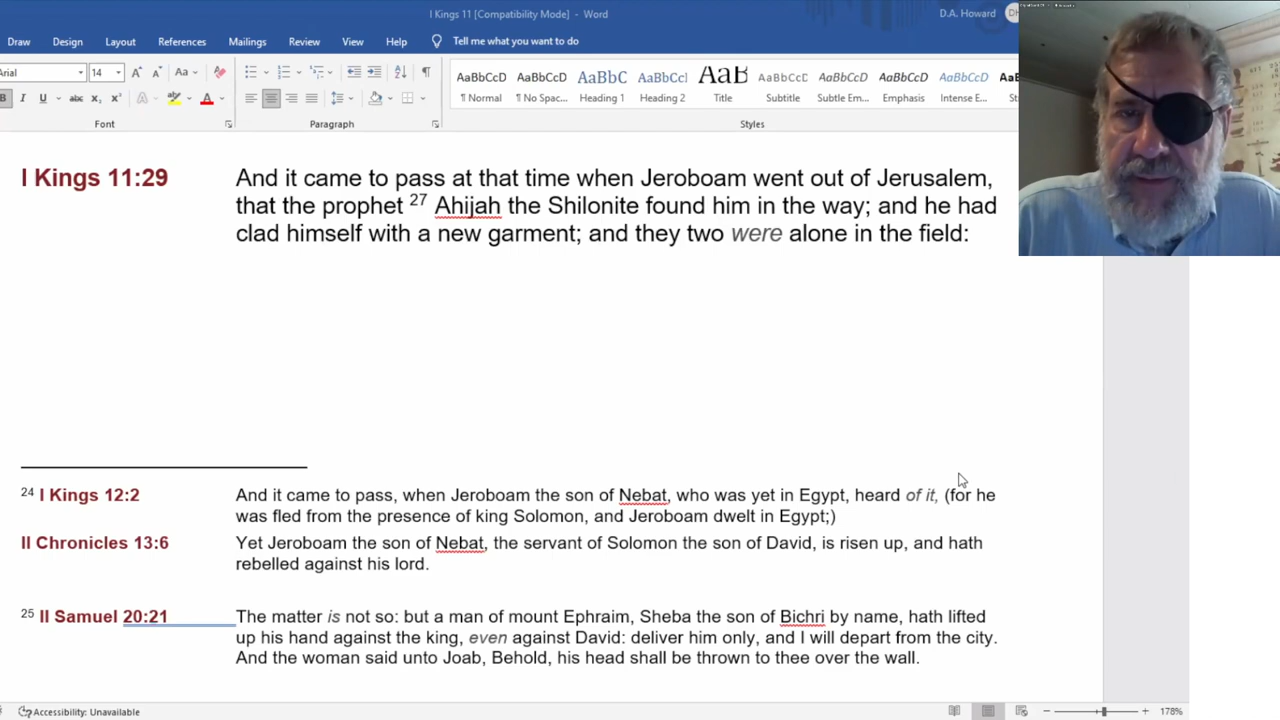 I Kings 11 [Compatibility Mode] - Word
D.A. Howard
DH
Draw Design Layout References Mailings Review View Help Tell me what you want to do
Arial 14 Aa
AaBbCcD AaBbCcD AaBbC AaBbCcl AaB AaBbCcD AaBbCcD AaBbCcD AaBbCcD
¶ Normal ¶ No Spac... Heading 1 Heading 2 Title Subtitle Subtle Em... Emphasis Intense E...
Font Paragraph Styles
I Kings 11:29 And it came to pass at that time when Jeroboam went out of Jerusalem,
that the prophet 27 Ahijah the Shilonite found him in the way; and he had
clad himself with a new garment; and they two were alone in the field:
24 I Kings 12:2 And it came to pass, when Jeroboam the son of Nebat, who was yet in Egypt, heard of it, (for he
was fled from the presence of king Solomon, and Jeroboam dwelt in Egypt;)
II Chronicles 13:6 Yet Jeroboam the son of Nebat, the servant of Solomon the son of David, is risen up, and hath
rebelled against his lord.
25 II Samuel 20:21 The matter is not so: but a man of mount Ephraim, Sheba the son of Bichri by name, hath lifted
up his hand against the king, even against David: deliver him only, and I will depart from the city.
And the woman said unto Joab, Behold, his head shall be thrown to thee over the wall.
Accessibility: Unavailable 178%